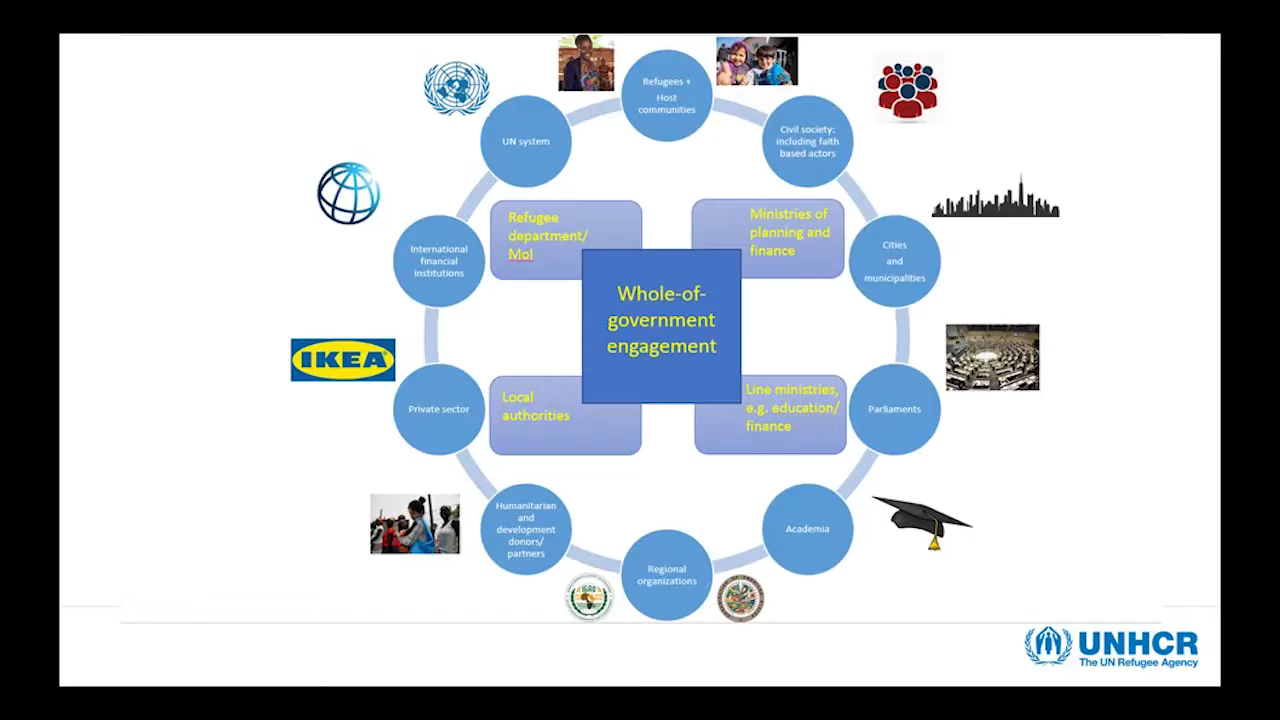 Refugees +
Host
communities
UN system
Civil society:
including faith
based actors
Refugee
department/
MoI
Ministries of
planning and
finance
International
financial
institutions
Cities
and
municipalities
Whole-of-
government
engagement
IKEA
Private sector
Local
authorities
Line ministries,
e.g. education/
finance
Parliaments
Humanitarian
and
development
donors/
partners
Academia
Regional
organizations
IGAD
UNHCR
The UN Refugee Agency